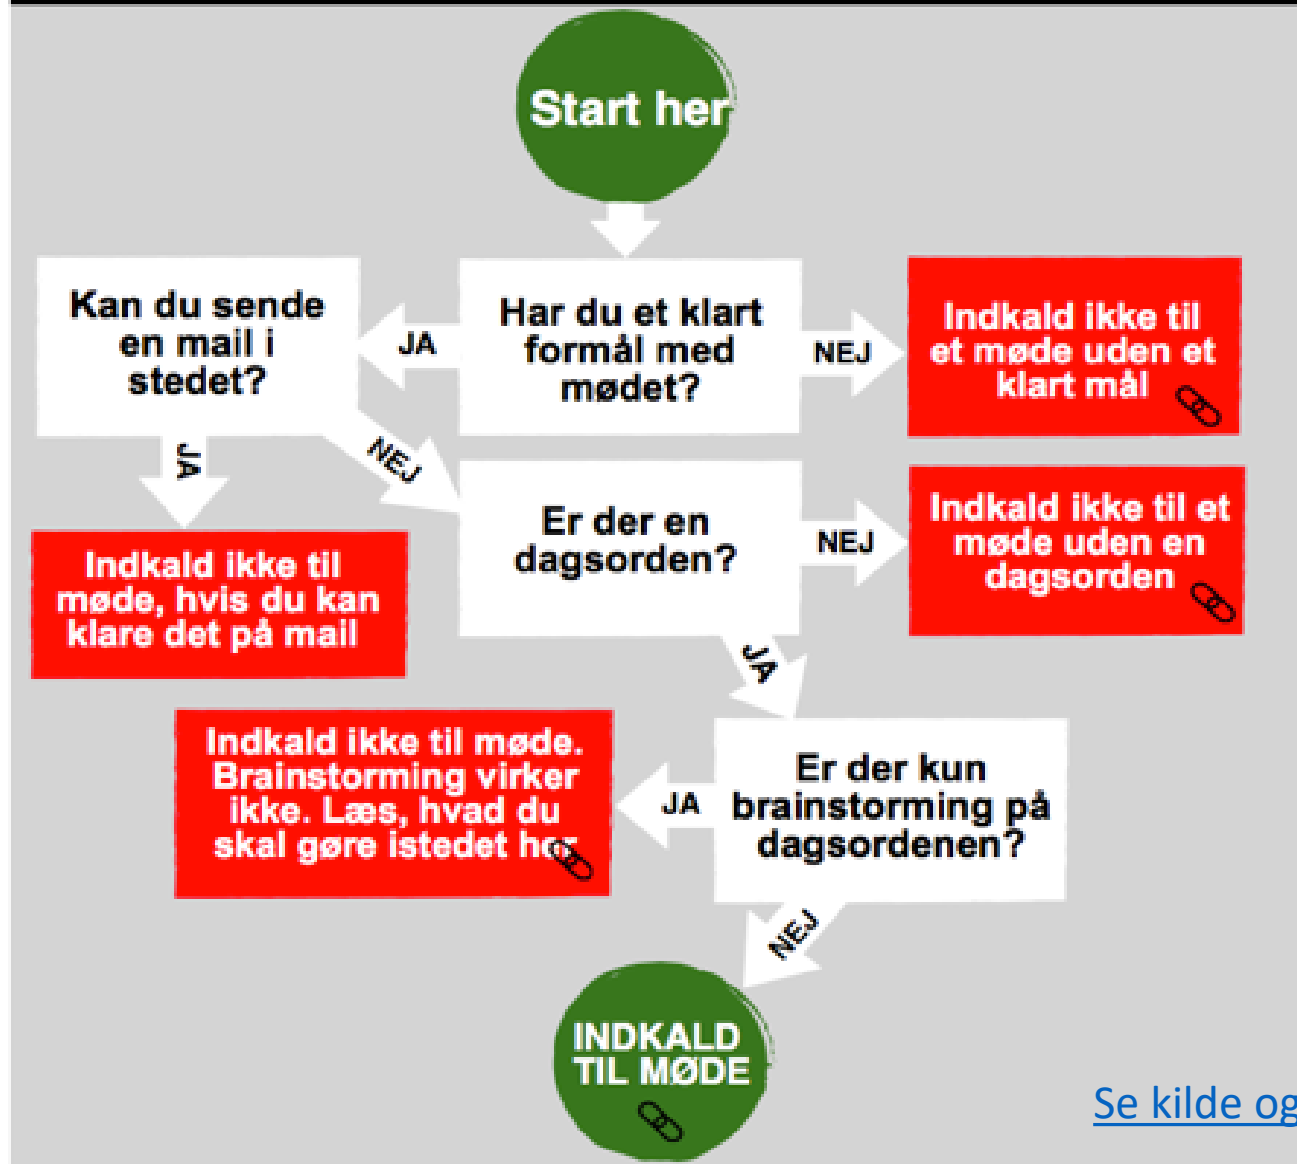 Start her
Har du et klart
formål med
mødet?
JA
NEJ
Kan du sende
en mail i
stedet?
Indkald ikke til
et møde uden et
klart mål
JA
NEJ
Indkald ikke til
møde, hvis du kan
klare det på mail
Er der en
dagsorden?
NEJ
Indkald ikke til et
møde uden en
dagsorden
JA
Er der kun
brainstorming på
dagsordenen?
JA
Indkald ikke til møde.
Brainstorming virker
ikke. Læs, hvad du
skal gøre istedet her
NEJ
INDKALD
TIL MØDE
Se kilde og